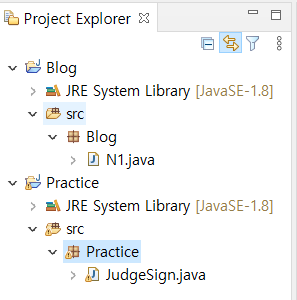 Project Explorer
Blog
JRE System Library [JavaSE-1.8]
src
Blog
N1.java
Practice
JRE System Library [JavaSE-1.8]
src
Practice
JudgeSign.java